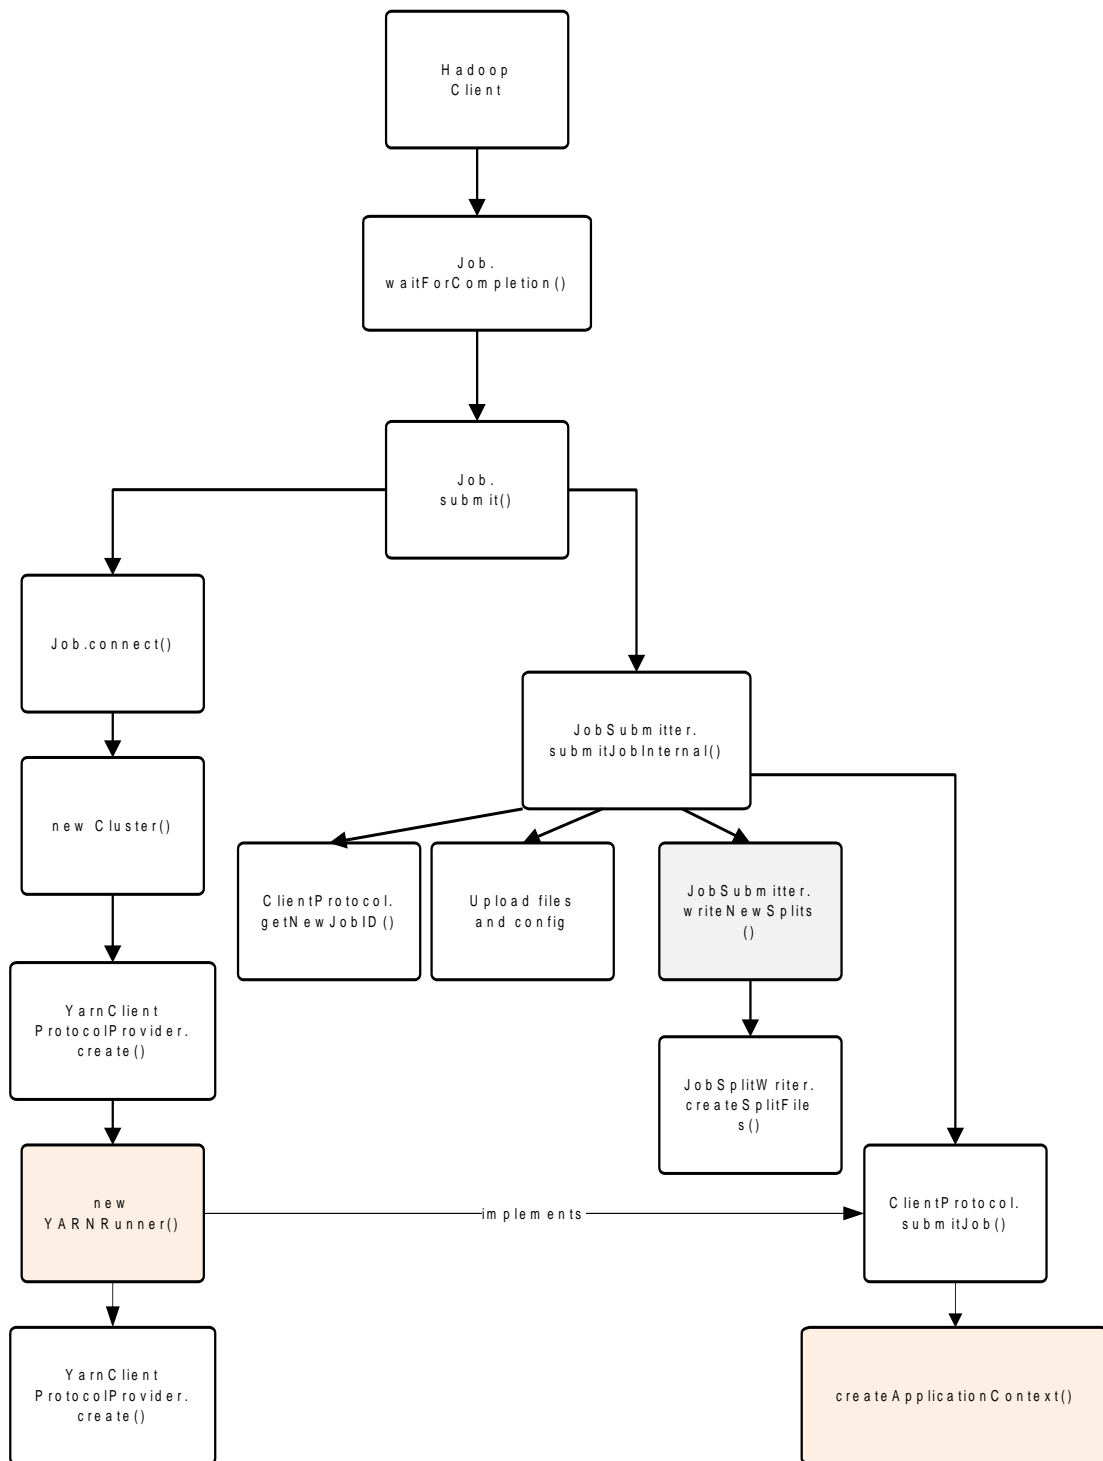 Hadoop
Client
Job.
waitForCompletion()
Job.
submit()
Job.connect()
JobSubmitter.
submitJobInternal()
new Cluster()
ClientProtocol.
getNewJobID()
Upload files
and config
JobSubmitter.
writeNewSplits
()
YarnClient
ProtocolProvider.
create()
JobSplitWriter.
createSplitFile
s()
new
YARNRunner()
implements
ClientProtocol.
submitJob()
YarnClient
ProtocolProvider.
create()
createApplicationContext()